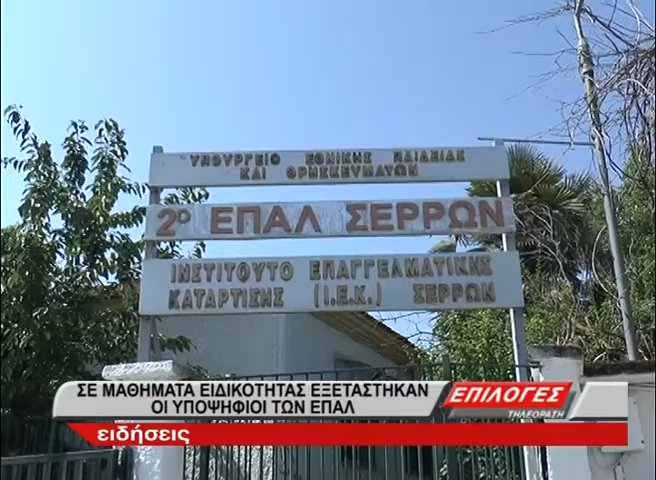 ΥΠΟΥΡΓΕΙΟ ΕΘΝΙΚΗΣ ΠΑΙΔΕΙΑΣ
ΚΑΙ ΘΡΗΣΚΕΥΜΑΤΩΝ
2ο ΕΠΑΛ ΣΕΡΡΩΝ
ΙΝΣΤΙΤΟΥΤΟ ΕΠΑΓΓΕΛΜΑΤΙΚΗΣ
ΚΑΤΑΡΤΙΣΗΣ (Ι.Ε.Κ.) ΣΕΡΡΩΝ
ΣΕ ΜΑΘΗΜΑΤΑ ΕΙΔΙΚΟΤΗΤΑΣ ΕΞΕΤΑΣΤΗΚΑΝ
ΟΙ ΥΠΟΨΗΦΙΟΙ ΤΩΝ ΕΠΑΛ
ΕΠΙΛΟΓΕΣ
ΤΗΛΕΟΡΑΣΗ
ειδήσεις